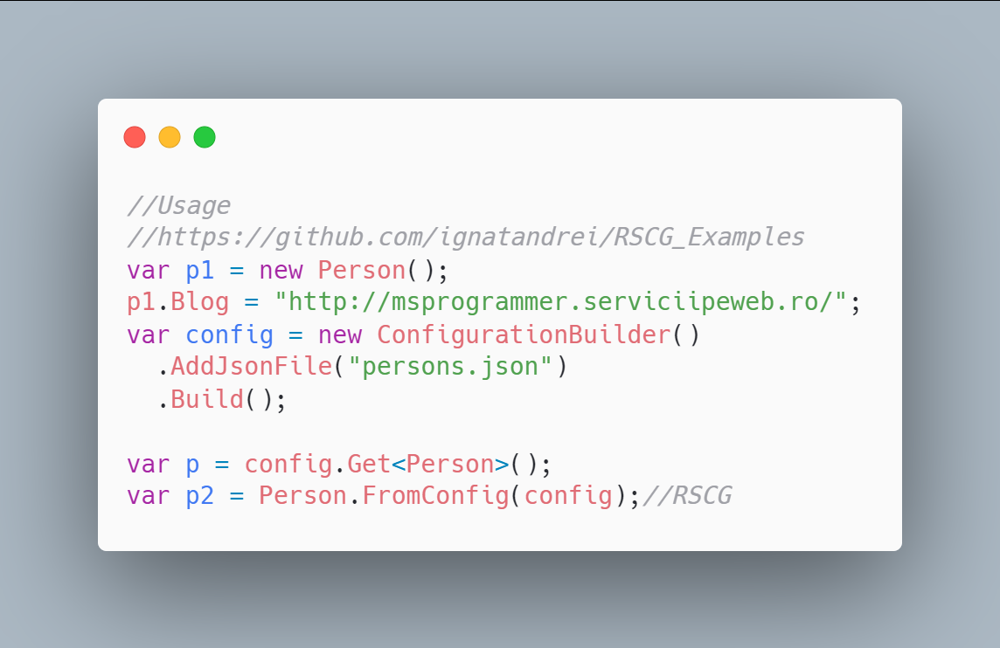 //Usage
//https://github.com/ignatandrei/RSCG_Examples
var p1 = new Person();
p1.Blog = "http://msprogrammer.serviciipeweb.ro/";
var config = new ConfigurationBuilder()
  .AddJsonFile("persons.json")
  .Build();
var p = config.Get<Person>();
var p2 = Person.FromConfig(config);//RSCG